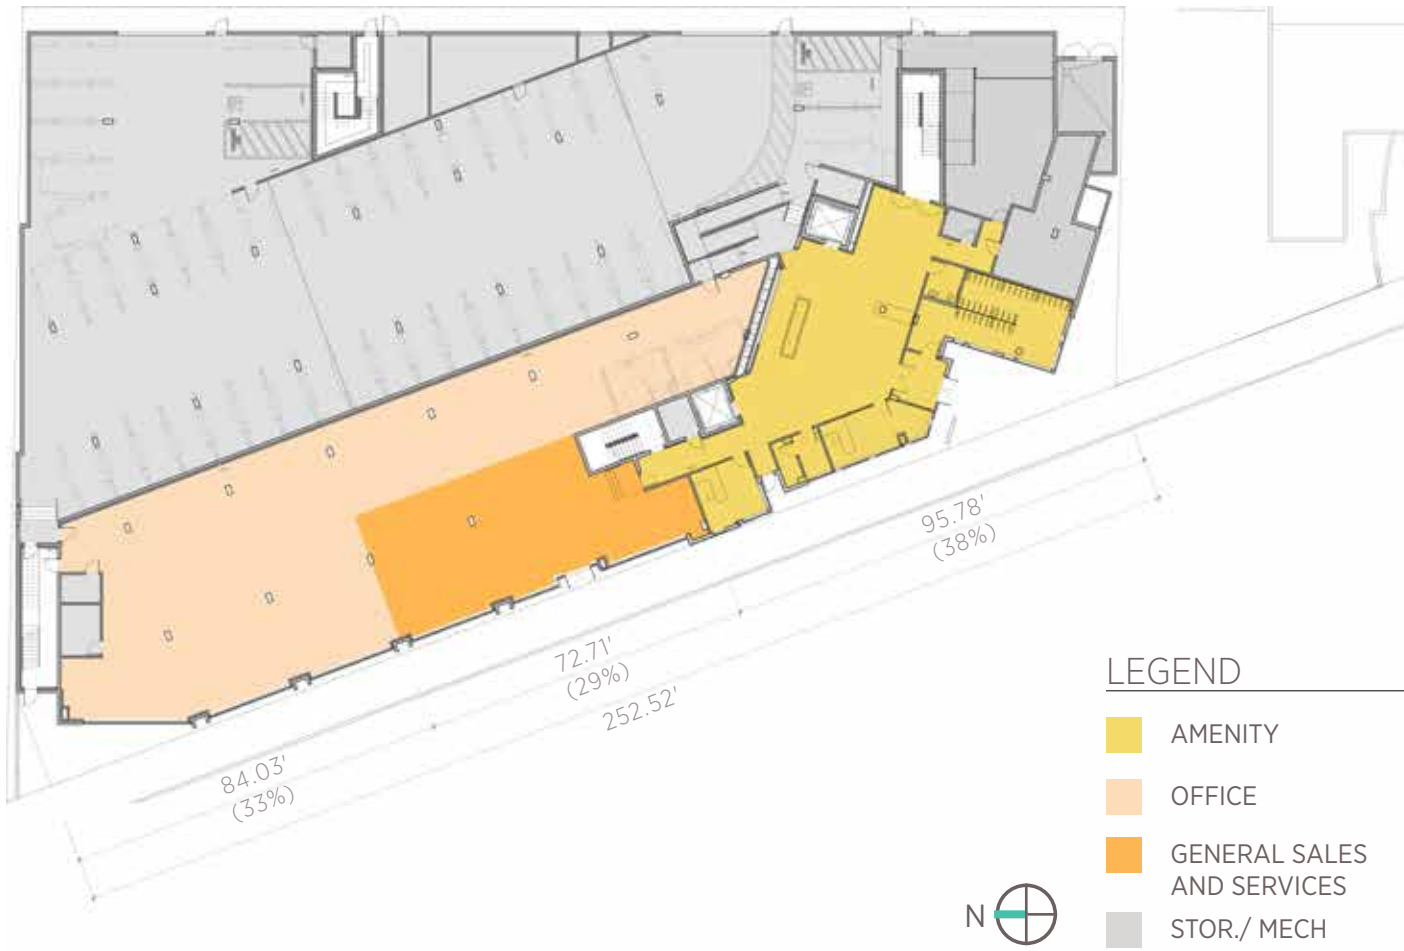 95.78'
(38%)
72.71'
(29%)
252.52'
84.03'
(33%)
LEGEND
AMENITY
OFFICE
GENERAL SALES
AND SERVICES
STOR./ MECH
N